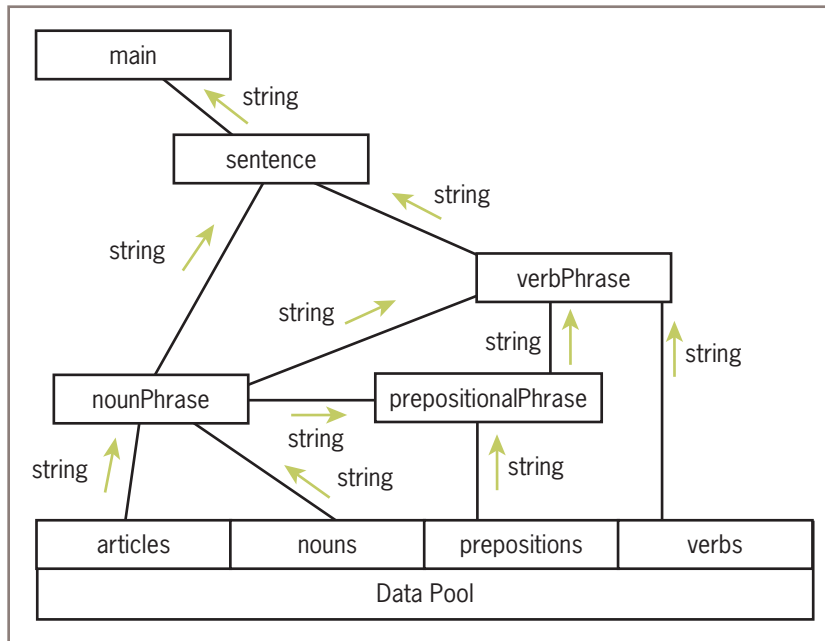 main
string
sentence
string
string
verbPhrase
string
string
string
nounPhrase
prepositionalPhrase
string
string
string
string
articles
nouns
prepositions
verbs
Data Pool